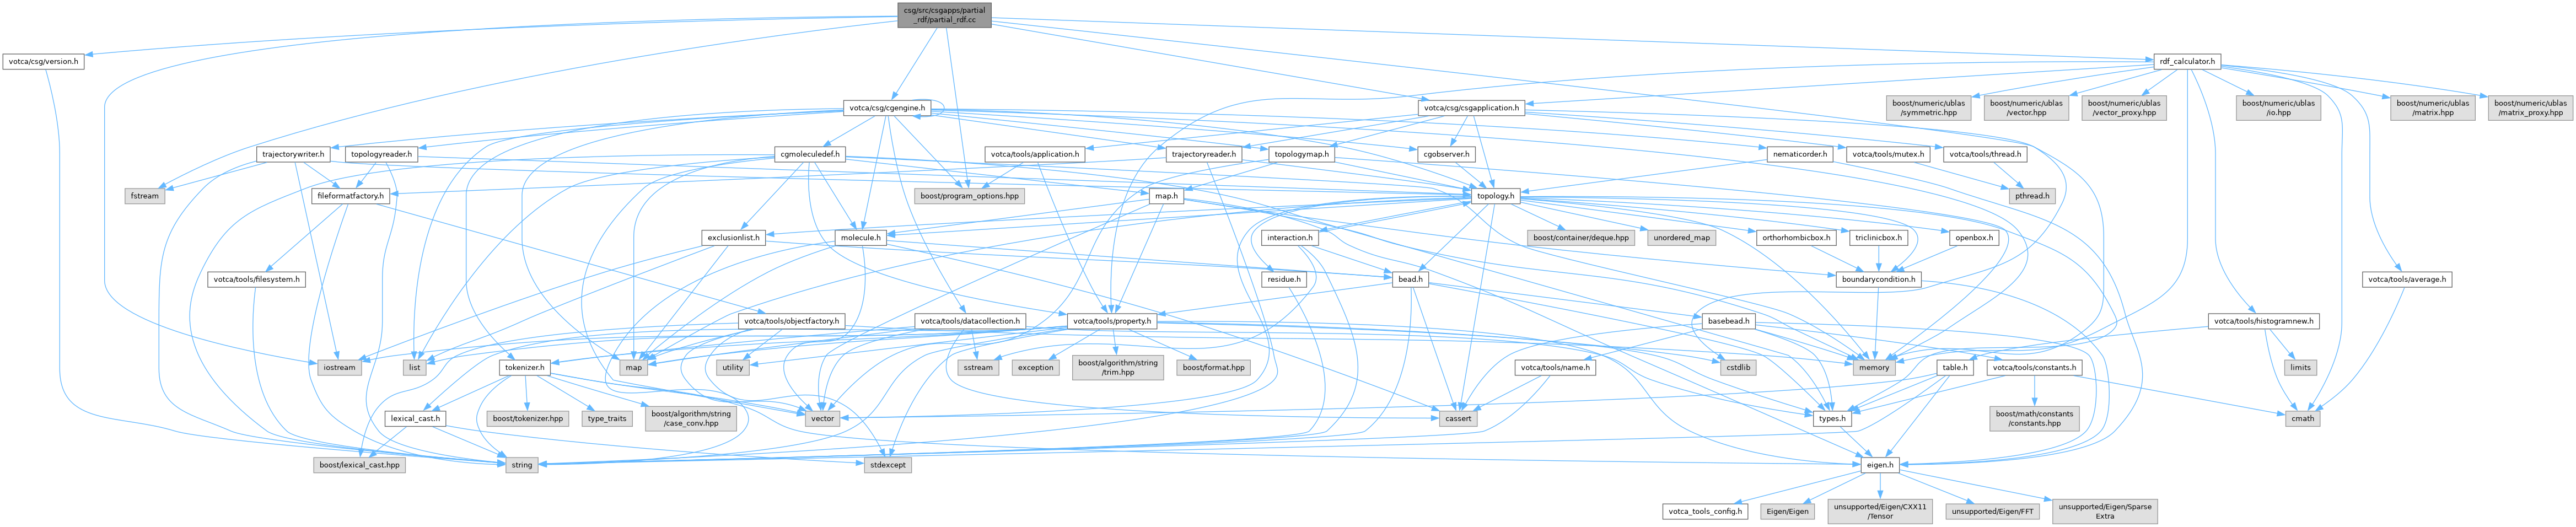 csg/src/csgapps/partial
_rdf/partial_rdf.cc
votca/csg/version.h
rdf_calculator.h
votca/csg/cgengine.h
votca/csg/csgapplication.h
boost/numeric/ublas
/symmetric.hpp
boost/numeric/ublas
/vector.hpp
boost/numeric/ublas
/vector_proxy.hpp
boost/numeric/ublas
/io.hpp
boost/numeric/ublas
/matrix.hpp
boost/numeric/ublas
/matrix_proxy.hpp
trajectorywriter.h
topologyreader.h
cgmoleculedef.h
votca/tools/application.h
trajectoryreader.h
topologymap.h
cgobserver.h
nematicorder.h
votca/tools/mutex.h
votca/tools/thread.h
fstream
fileformatfactory.h
boost/program_options.hpp
map.h
topology.h
pthread.h
exclusionlist.h
molecule.h
interaction.h
boost/container/deque.hpp
unordered_map
orthorhombicbox.h
triclinicbox.h
openbox.h
votca/tools/filesystem.h
residue.h
bead.h
boundarycondition.h
votca/tools/average.h
votca/tools/objectfactory.h
votca/tools/datacollection.h
votca/tools/property.h
basebead.h
votca/tools/histogramnew.h
iostream
list
tokenizer.h
map
utility
sstream
exception
boost/algorithm/string
/trim.hpp
boost/format.hpp
votca/tools/name.h
cstdlib
memory
votca/tools/constants.h
table.h
limits
lexical_cast.h
boost/tokenizer.hpp
type_traits
boost/algorithm/string
/case_conv.hpp
vector
cassert
types.h
boost/math/constants
/constants.hpp
cmath
boost/lexical_cast.hpp
string
stdexcept
eigen.h
votca_tools_config.h
Eigen/Eigen
unsupported/Eigen/CXX11
/Tensor
unsupported/Eigen/FFT
unsupported/Eigen/Sparse
Extra